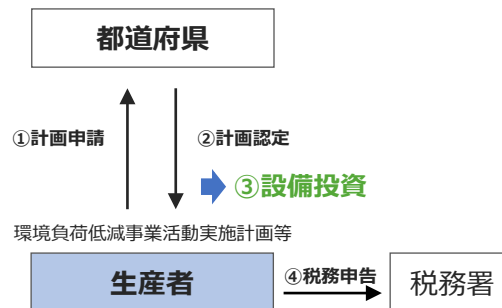 都道府県
①計画申請
②計画認定
③設備投資
環境負荷低減事業活動実施計画等
生産者
④税務申告
税務署